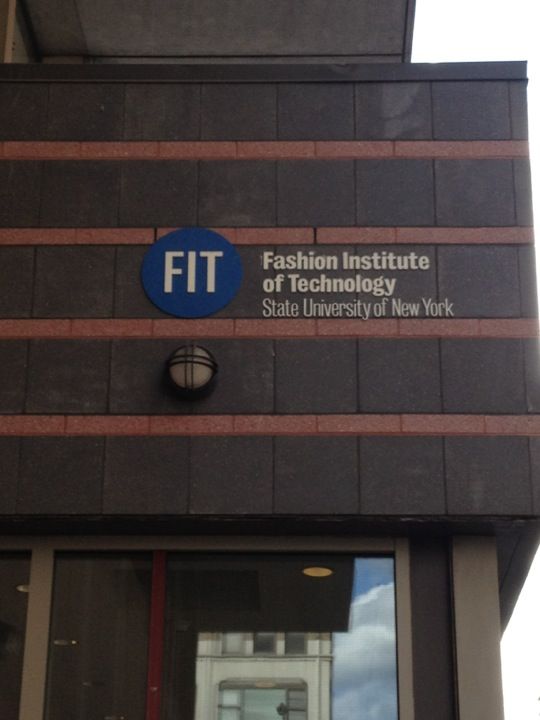 FIT
Fashion Institute
of Technology
State University of New York